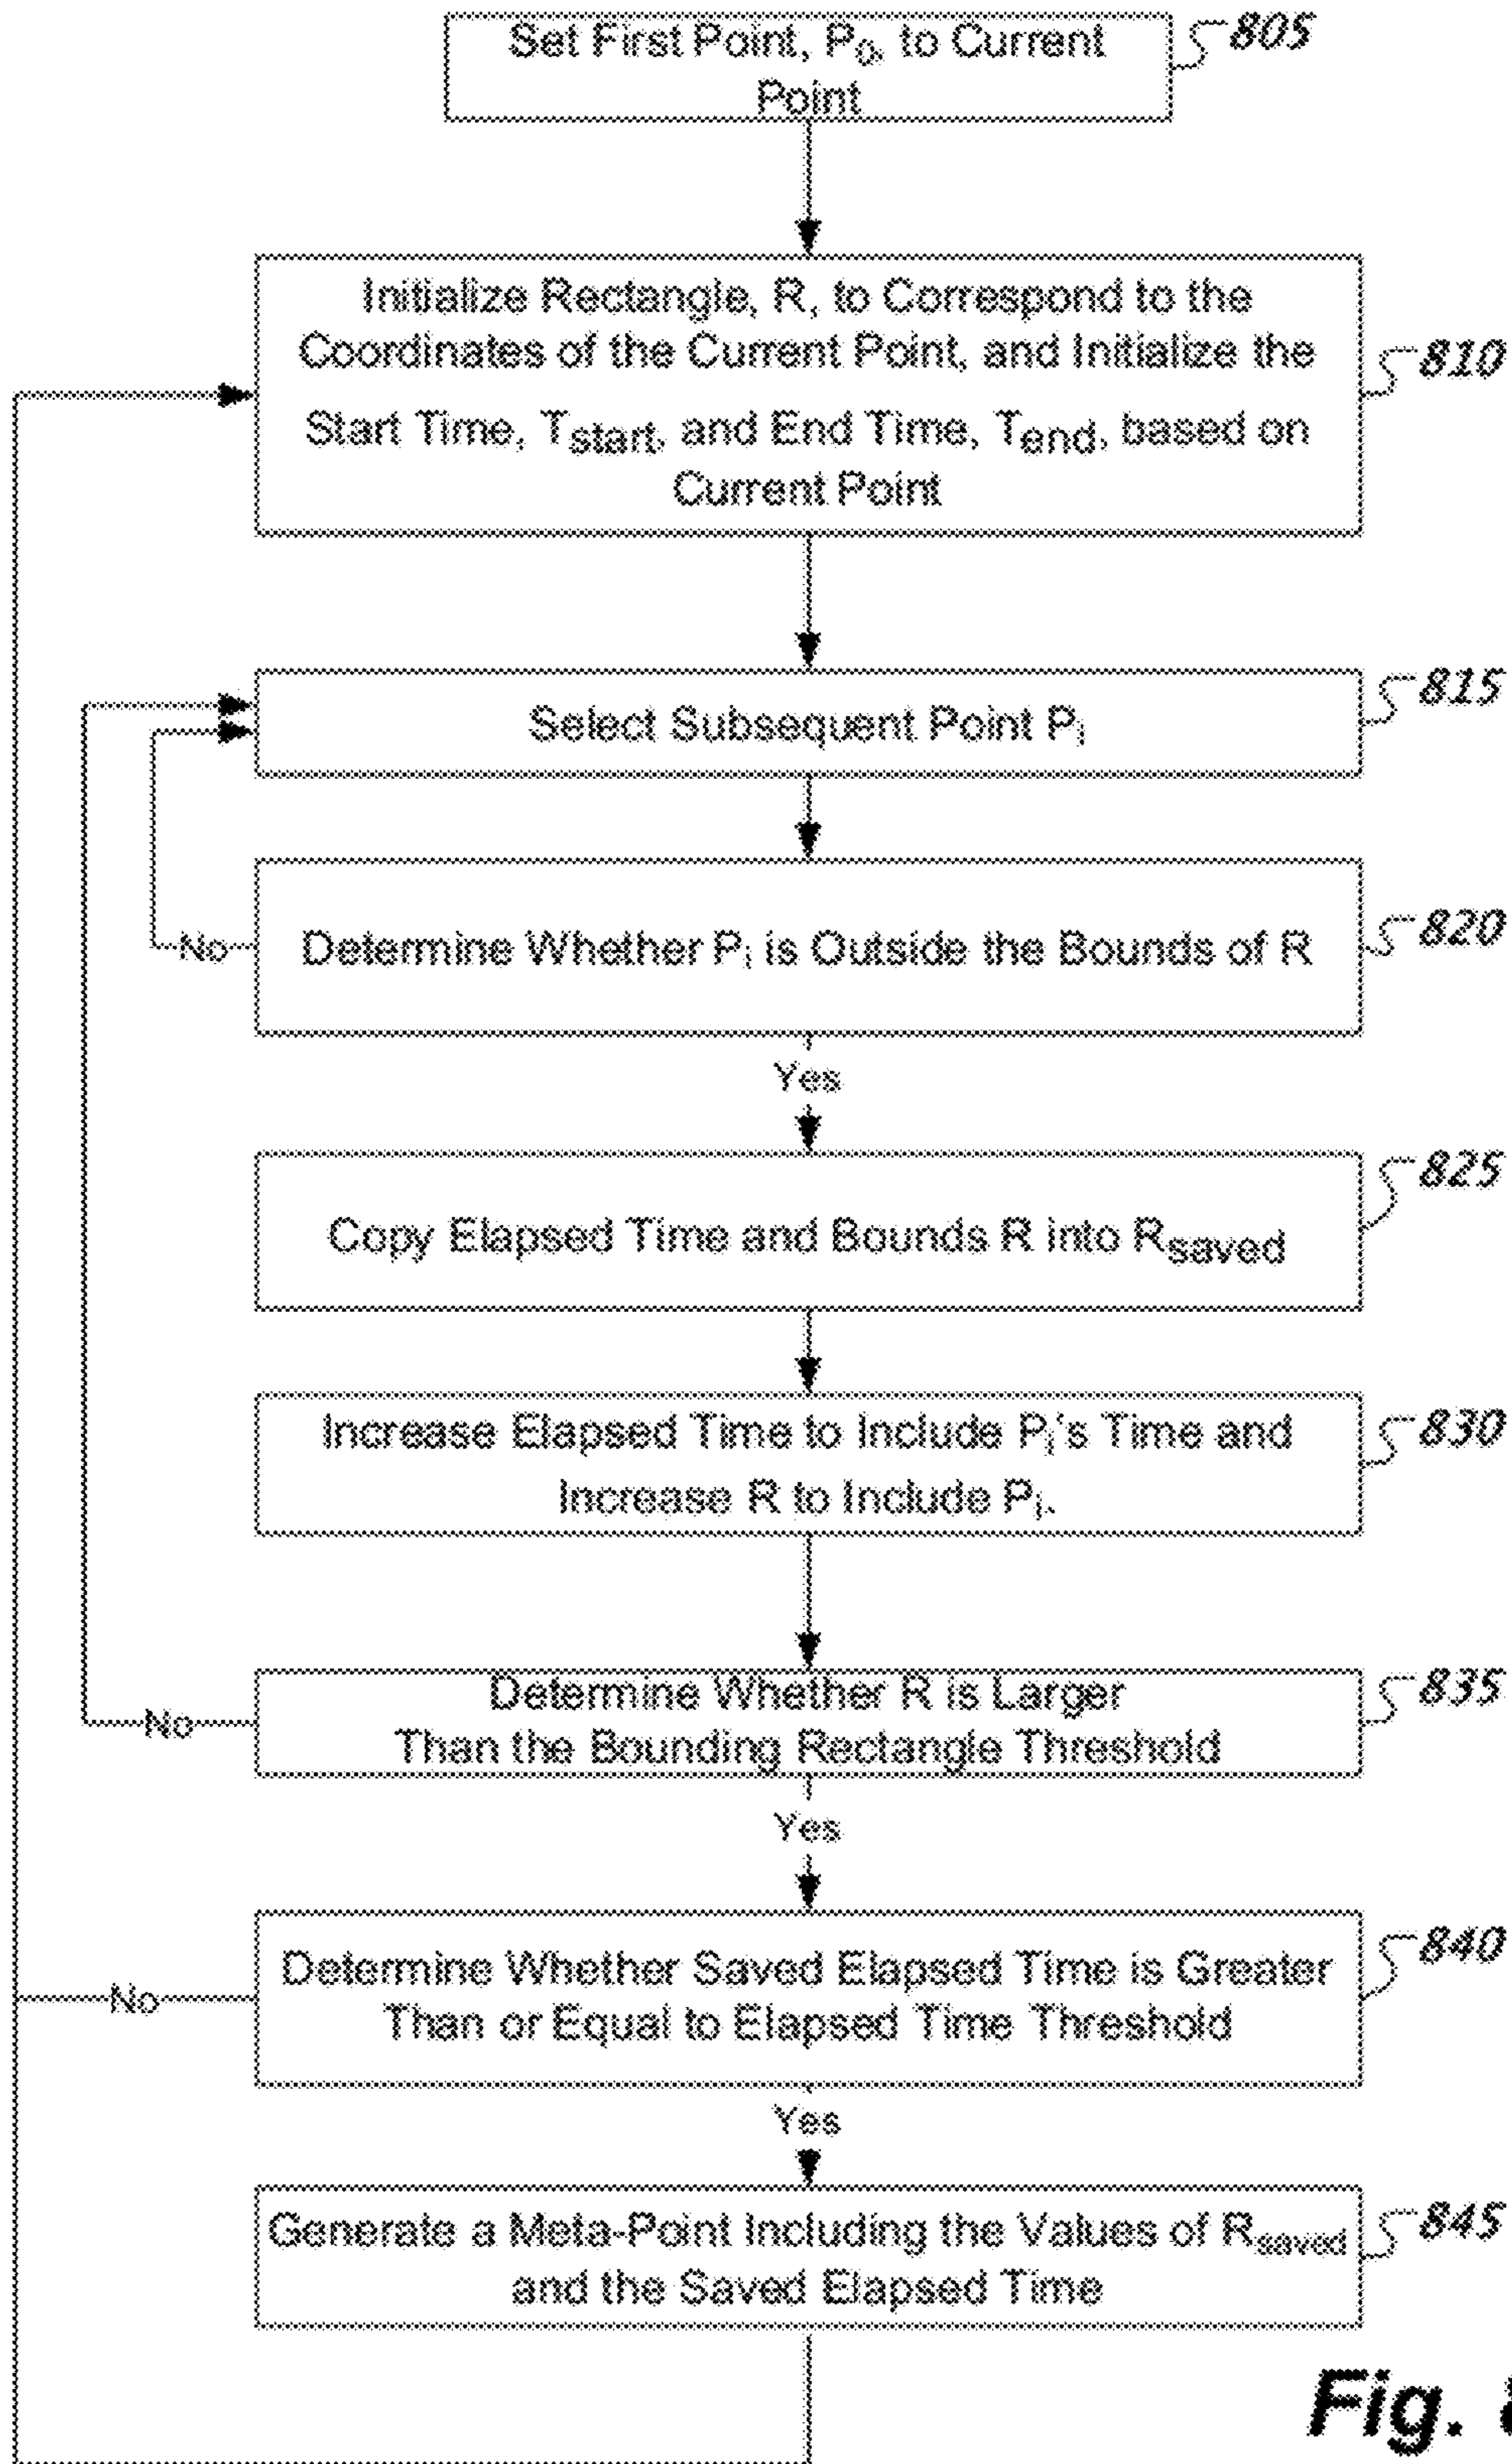 Set First Point, P0, to Current
Point
805
Initialize Rectangle, R, to Correspond to the
Coordinates of the Current Point, and Initialize the
Start Time, Tstart, and End Time, Tend, based on
Current Point
810
Select Subsequent Point Pi
815
Determine Whether Pi is Outside the Bounds of R
820
No
Yes
Copy Elapsed Time and Bounds R into Rsaved
825
Increase Elapsed Time to Include Pi's Time and
Increase R to Include Pi.
830
Determine Whether R is Larger
Than the Bounding Rectangle Threshold
835
No
Yes
Determine Whether Saved Elapsed Time is Greater
Than or Equal to Elapsed Time Threshold
840
No
Yes
Generate a Meta-Point Including the Values of Rsaved
and the Saved Elapsed Time
845
Fig. 8